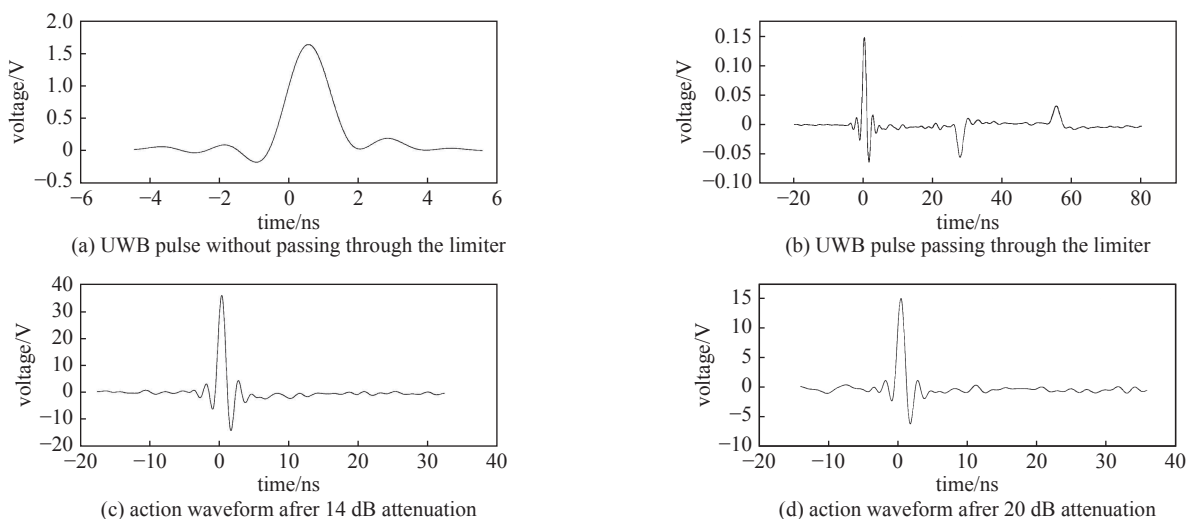 2.0
1.5
1.0
0.5
0
−0.5
voltage/V
−6 −4 −2 0 2 4 6
time/ns
(a) UWB pulse without passing through the limiter
0.15
0.10
0.05
0
−0.05
−0.10
voltage/V
−20 0 20 40 60 80
time/ns
(b) UWB pulse passing through the limiter
40
30
20
10
0
−10
−20
voltage/V
−20 −10 0 10 20 30 40
time/ns
(c) action waveform afrer 14 dB attenuation
15
10
5
0
−5
−10
voltage/V
−20 −10 0 10 20 30 40
time/ns
(d) action waveform afrer 20 dB attenuation